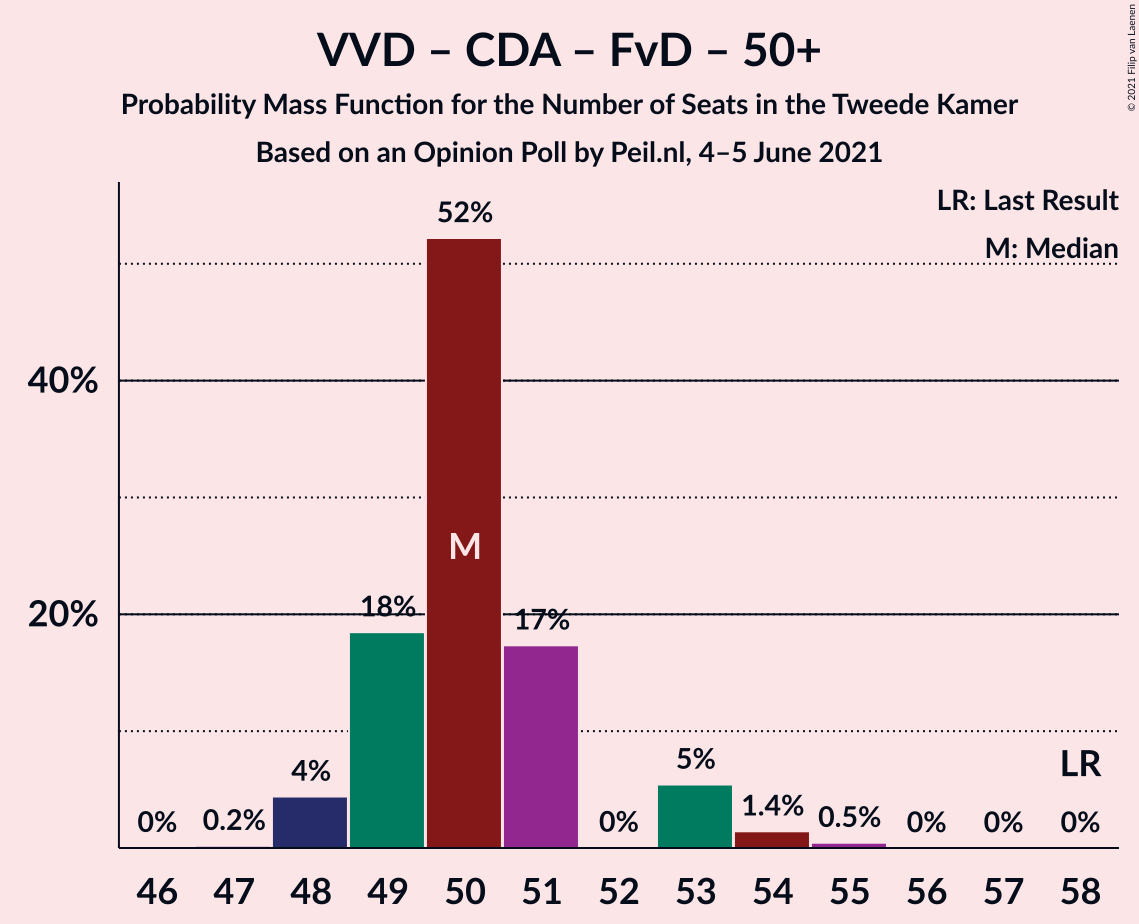 VVD – CDA – FvD – 50+
Probability Mass Function for the Number of Seats in the Tweede Kamer
Based on an Opinion Poll by Peil.nl, 4–5 June 2021
© 2021 Filip van Laenen
LR: Last Result
M: Median
52%
40%
M
20%
18%
17%
LR
5%
4%
1.4%
0% 0.2% 0% 0.5% 0% 0% 0%
46 47 48 49 50 51 52 53 54 55 56 57 58